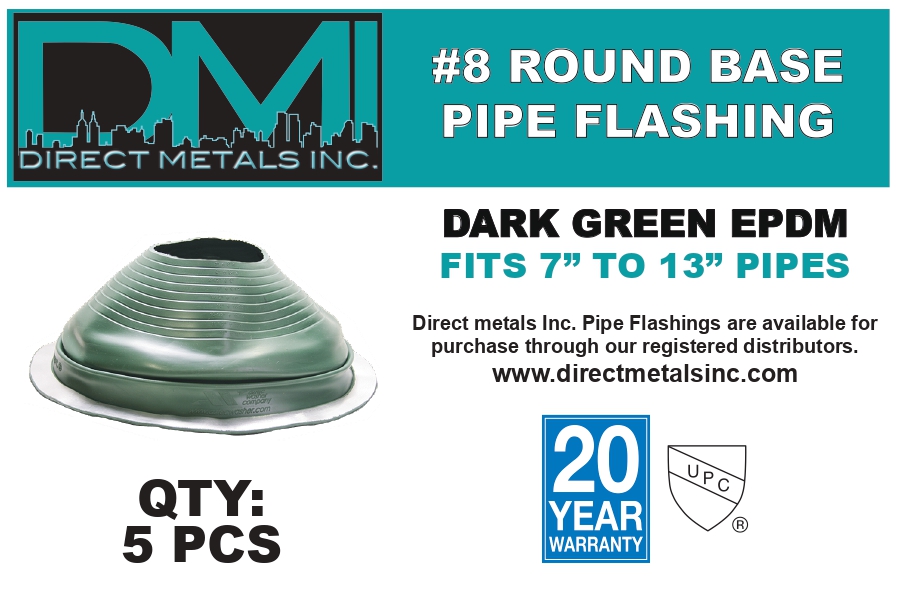 DMI
DIRECT METALS INC.
#8 ROUND BASE
PIPE FLASHING
DARK GREEN EPDM
FITS 7” TO 13” PIPES
Direct metals Inc. Pipe Flashings are available for
purchase through our registered distributors.
www.directmetalsinc.com
company
QTY:
5 PCS
20
YEAR
WARRANTY
UPC
®